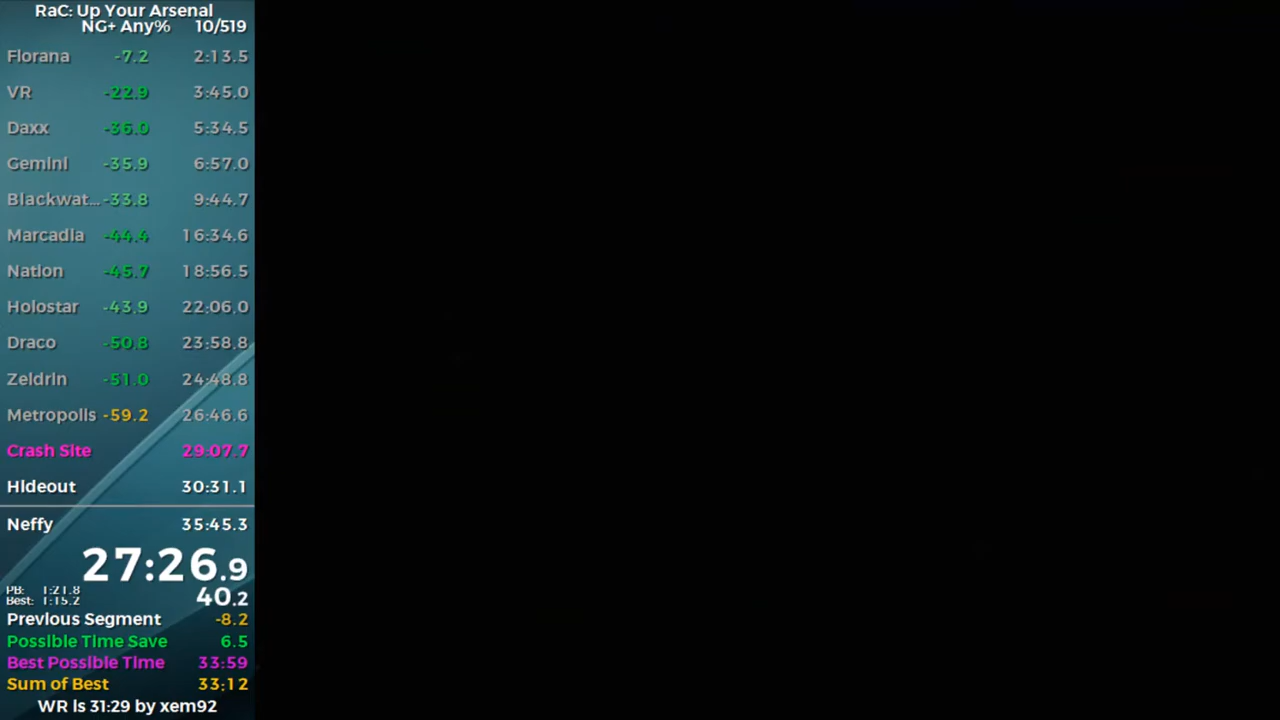 RaC: Up Your Arsenal
NG+ Any% 10/519
Florana -7.2 2:13.5
VR -22.9 3:45.0
Daxx -36.0 5:34.5
Gemini -35.9 6:57.0
Blackwat... -33.8 9:44.7
Marcadia -44.4 16:34.6
Nation -45.7 18:56.5
Holostar -43.9 22:06.0
Draco -50.8 23:58.8
Zeldrin -51.0 24:48.8
Metropolis -59.2 26:46.6
Crash Site 29:07.7
Hideout 30:31.1
Neffy 35:45.3
27:26.9
PB: 1:21.8 40.2
Best: 1:15.2
Previous Segment -8.2
Possible Time Save 6.5
Best Possible Time 33:59
Sum of Best 33:12
WR is 31:29 by xem92